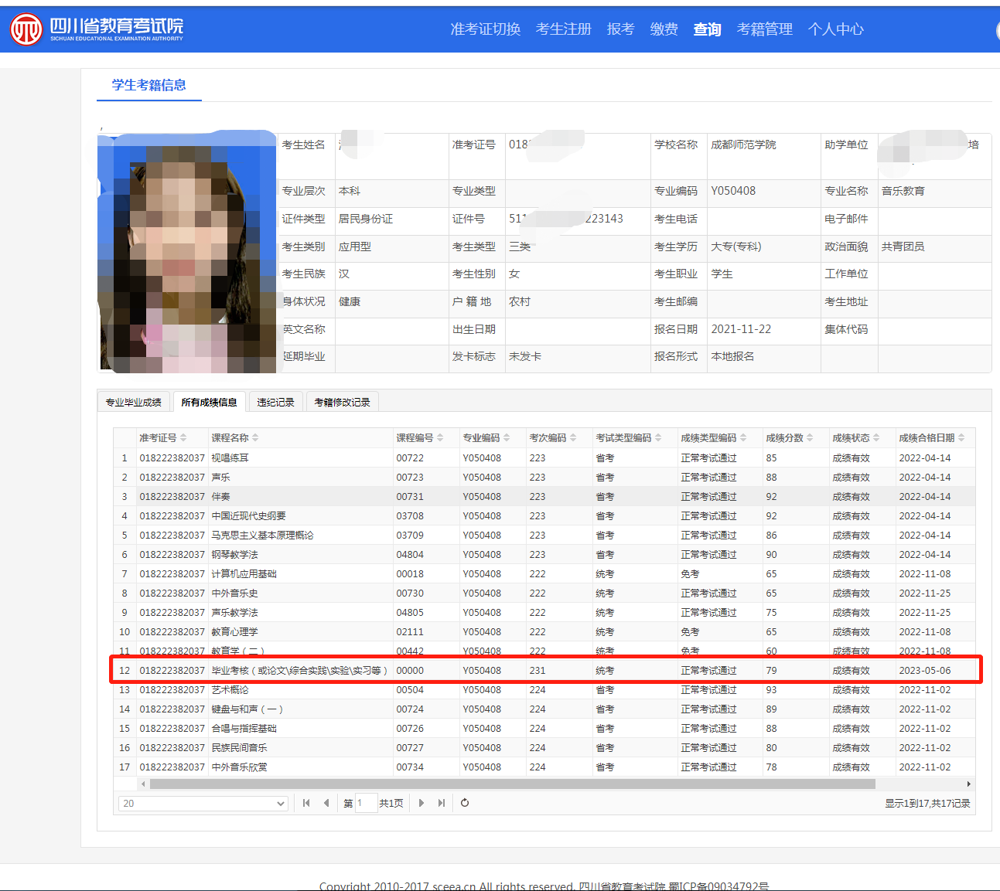 四川省教育考试院
SICHUAN EDUCATIONAL EXAMINATION AUTHORITY
准考证切换 考生注册 报考 缴费 查询 考籍管理 个人中心
学生考籍信息
考生姓名 准考证号 018 学校名称 成都师范学院 助学单位 培
专业层次 本科 专业类型 专业编码 Y050408 专业名称 音乐教育
证件类型 居民身份证 证件号 511 223143 考生电话 电子邮件
考生类别 应用型 考生类型 三类 考生学历 大专(专科) 政治面貌 共青团员
考生民族 汉 考生性别 女 考生职业 学生 工作单位
身体状况 健康 户 籍 地 农村 考生邮编 考生地址
英文名称 出生日期 报名日期 2021-11-22 集体代码
延期毕业 发卡标志 未发卡 报名形式 本地报名
专业毕业成绩 所有成绩信息 违纪记录 考籍修改记录
准考证号 课程名称 课程编号 专业编码 考次编码 考试类型编码 成绩类型编码 成绩分数 成绩状态 成绩合格日期
1 018222382037 视唱练耳 00722 Y050408 223 省考 正常考试通过 85 成绩有效 2022-04-14
2 018222382037 声乐 00723 Y050408 223 省考 正常考试通过 88 成绩有效 2022-04-14
3 018222382037 伴奏 00731 Y050408 223 省考 正常考试通过 92 成绩有效 2022-04-14
4 018222382037 中国近现代史纲要 03708 Y050408 223 省考 正常考试通过 92 成绩有效 2022-04-14
5 018222382037 马克思主义基本原理概论 03709 Y050408 223 省考 正常考试通过 86 成绩有效 2022-04-14
6 018222382037 钢琴教学法 04804 Y050408 223 省考 正常考试通过 90 成绩有效 2022-04-14
7 018222382037 计算机应用基础 00018 Y050408 222 统考 免考 65 成绩有效 2022-11-08
8 018222382037 中外音乐史 00730 Y050408 222 统考 正常考试通过 65 成绩有效 2022-11-25
9 018222382037 声乐教学法 04805 Y050408 222 统考 正常考试通过 75 成绩有效 2022-11-25
10 018222382037 教育心理学 02111 Y050408 222 统考 免考 65 成绩有效 2022-11-08
11 018222382037 教育学（二） 00442 Y050408 222 统考 免考 60 成绩有效 2022-11-08
12 018222382037 毕业考核（或论文\综合实践\实验\实习等） 00000 Y050408 231 统考 正常考试通过 79 成绩有效 2023-05-06
13 018222382037 艺术概论 00504 Y050408 224 省考 正常考试通过 93 成绩有效 2022-11-02
14 018222382037 键盘与和声（一） 00724 Y050408 224 省考 正常考试通过 89 成绩有效 2022-11-02
15 018222382037 合唱与指挥基础 00726 Y050408 224 省考 正常考试通过 88 成绩有效 2022-11-02
16 018222382037 民族民间音乐 00727 Y050408 224 省考 正常考试通过 80 成绩有效 2022-11-02
17 018222382037 中外音乐欣赏 00734 Y050408 224 省考 正常考试通过 78 成绩有效 2022-11-02
20 第 1 共1页 显示1到17,共17记录
Copyright 2010-2017 sceea.cn All rights reserved. 四川省教育考试院 蜀ICP备09034792号